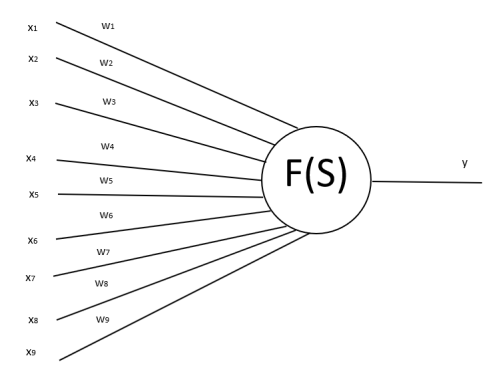 x1 w1
x2 w2
x3 w3
x4 w4
x5 w5
x6 w6
x7 w7
x8 w8
x9 w9
F(S)
y